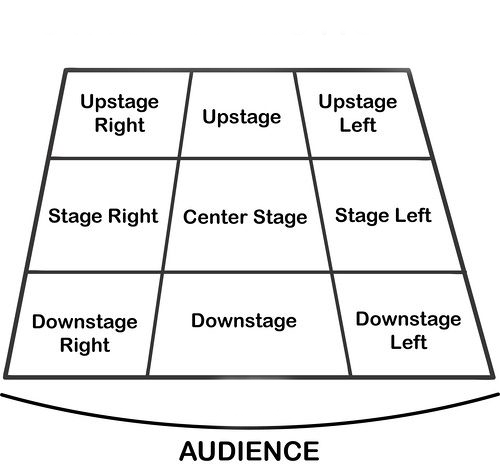 Upstage
Right
Upstage
Upstage
Left
Stage Right
Center Stage
Stage Left
Downstage
Right
Downstage
Downstage
Left
AUDIENCE